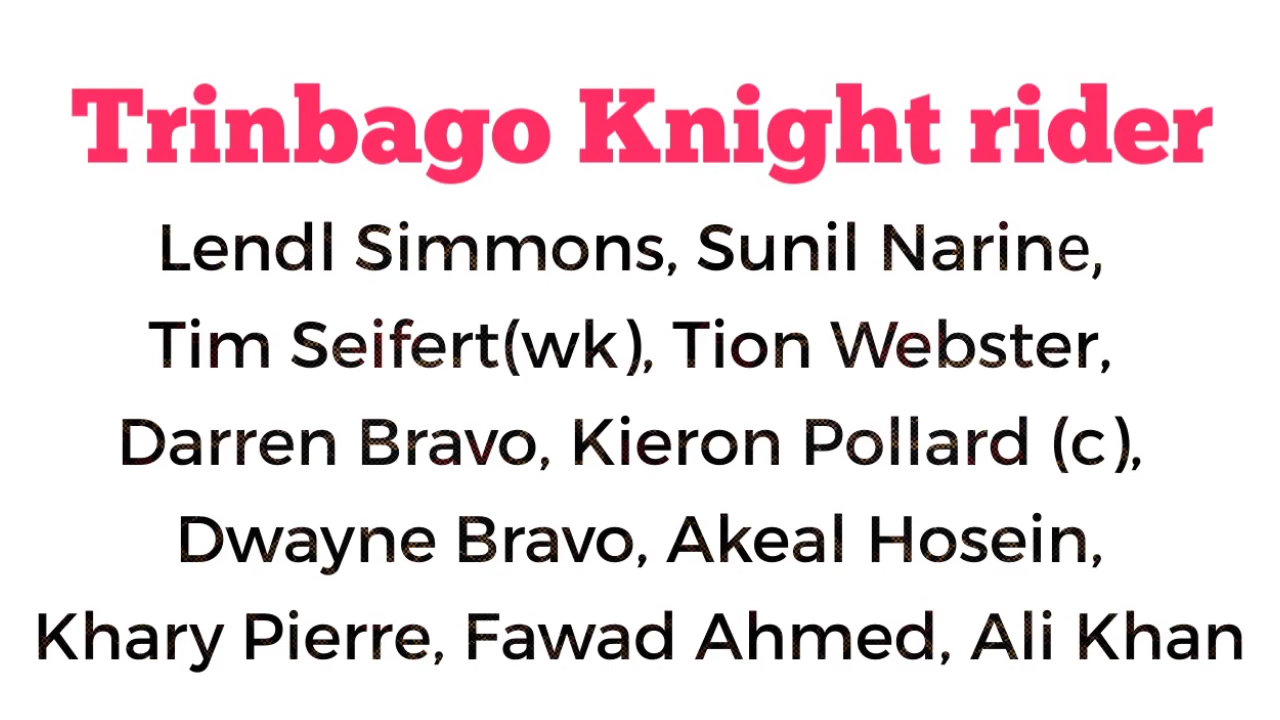 Trinbago Knight rider
Lendl Simmons, Sunil Narine,
Tim Seifert(wk), Tion Webster,
Darren Bravo, Kieron Pollard (c),
Dwayne Bravo, Akeal Hosein,
Khary Pierre, Fawad Ahmed, Ali Khan